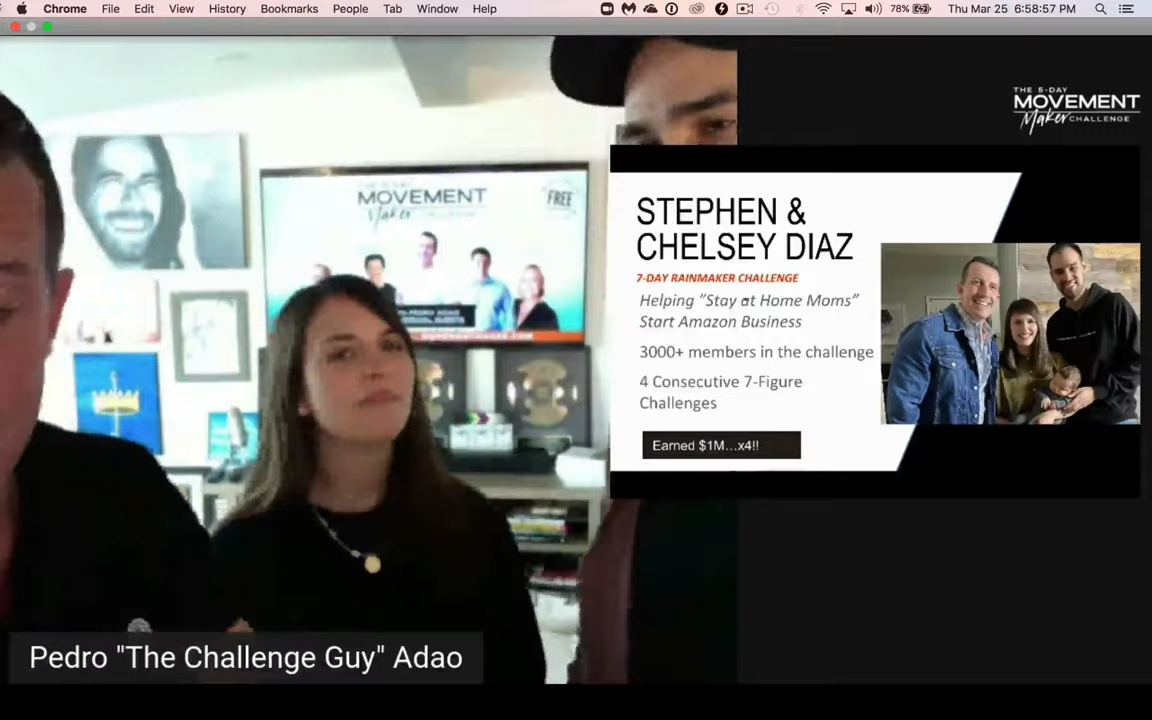 Chrome File Edit View History Bookmarks People Tab Window Help 78% Thu Mar 25 6:58:57 PM
THE 5-DAY
MOVEMENT
Maker CHALLENGE
MOVEMENT
Maker
FREE
STEPHEN &
CHELSEY DIAZ
7-DAY RAINMAKER CHALLENGE
Helping "Stay at Home Moms"
Start Amazon Business
3000+ members in the challenge
4 Consecutive 7-Figure
Challenges
Earned $1M...x4!!
Pedro "The Challenge Guy" Adao